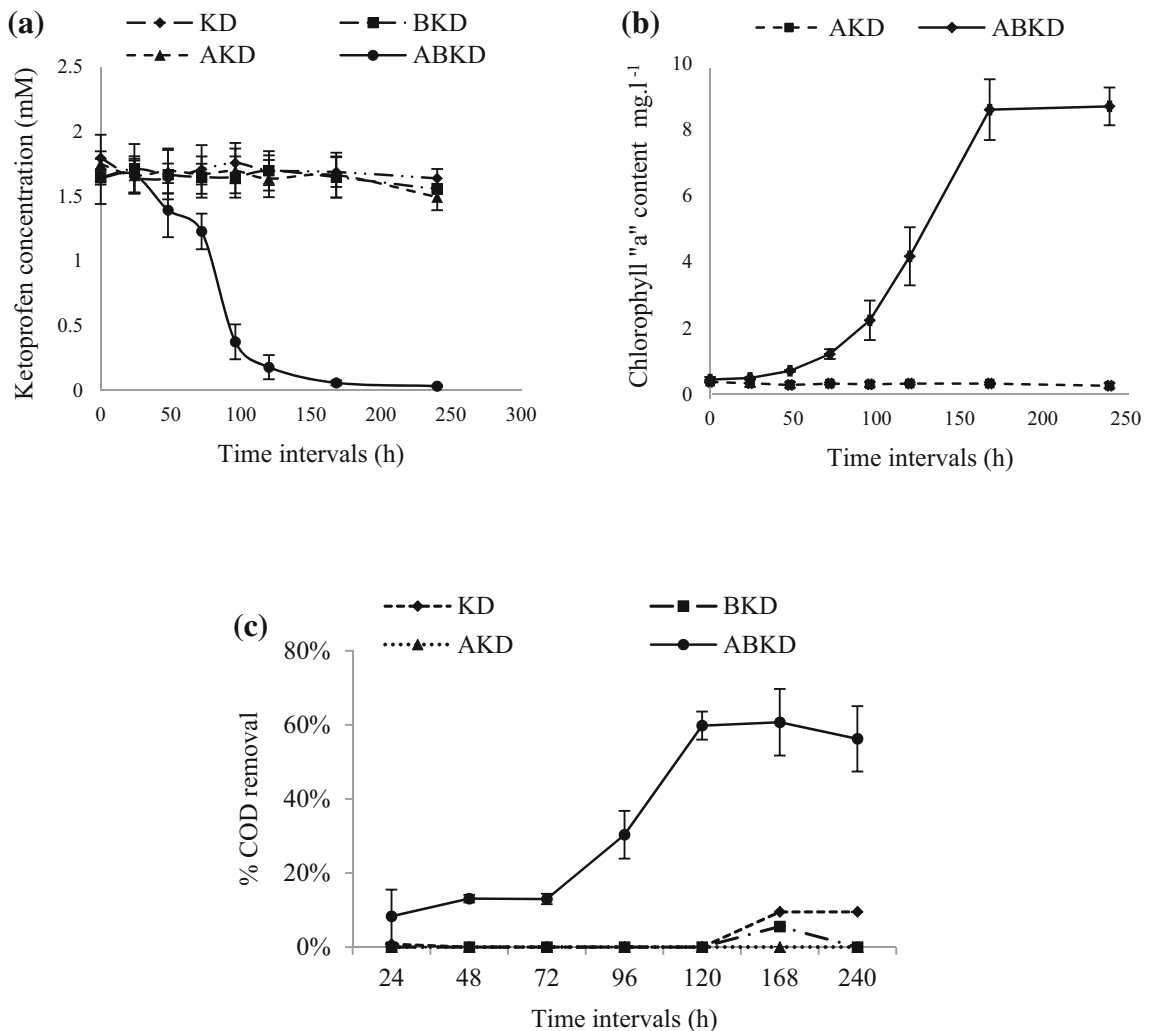 (a)
KD
BKD
AKD
ABKD
2.5
2
1.5
1
0.5
0
0 50 100 150 200 250 300
Ketoprofen concentration (mM)
Time intervals (h)
(b)
AKD
ABKD
10
8
6
4
2
0
0 50 100 150 200 250
Chlorophyll "a" content mg.l⁻¹
Time intervals (h)
(c)
KD
BKD
AKD
ABKD
80%
60%
40%
20%
0%
24 48 72 96 120 168 240
% COD removal
Time intervals (h)